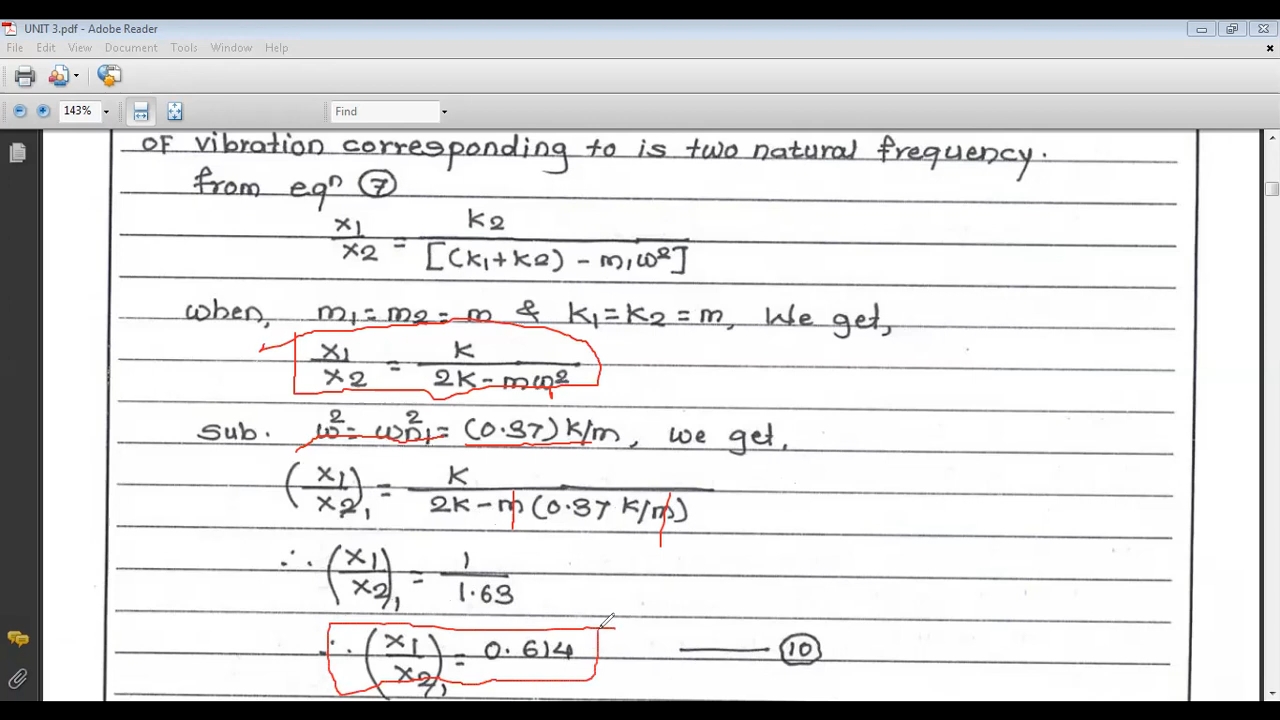 UNIT 3.pdf - Adobe Reader
File Edit View Document Tools Window Help
143% Find
OF vibration corresponding to is two natural frequency.
from eqn 7
x1/x2 = K2/[(K1+K2) - m1ω²]
when, m1 = m2 = m & K1 = K2 = m, We get,
x1/x2 = K/2K - mω²
sub. ω² = ωn1² = (0.37) K/m, we get,
(x1/x2)1 = K/2K - m(0.37 K/m)
∴ (x1/x2)1 = 1/1.63
∴ (x1/x2)1 = 0.614 10